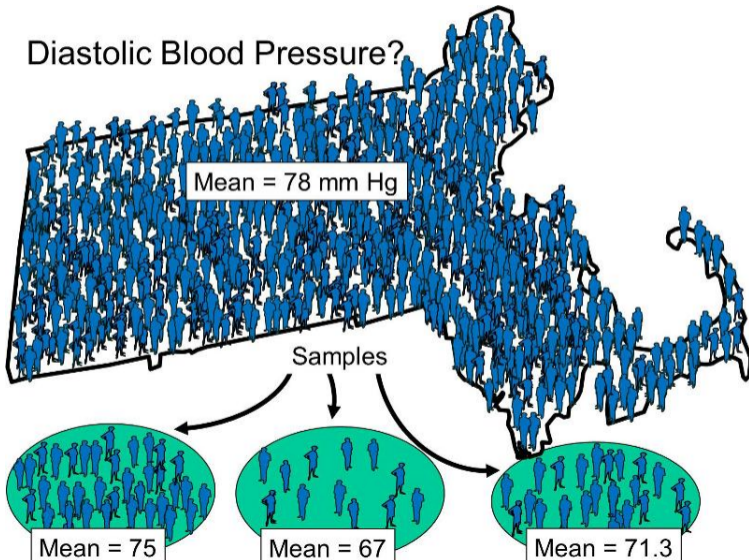 Diastolic Blood Pressure?
Mean = 78 mm Hg
Samples
Mean = 75
Mean = 67
Mean = 71.3